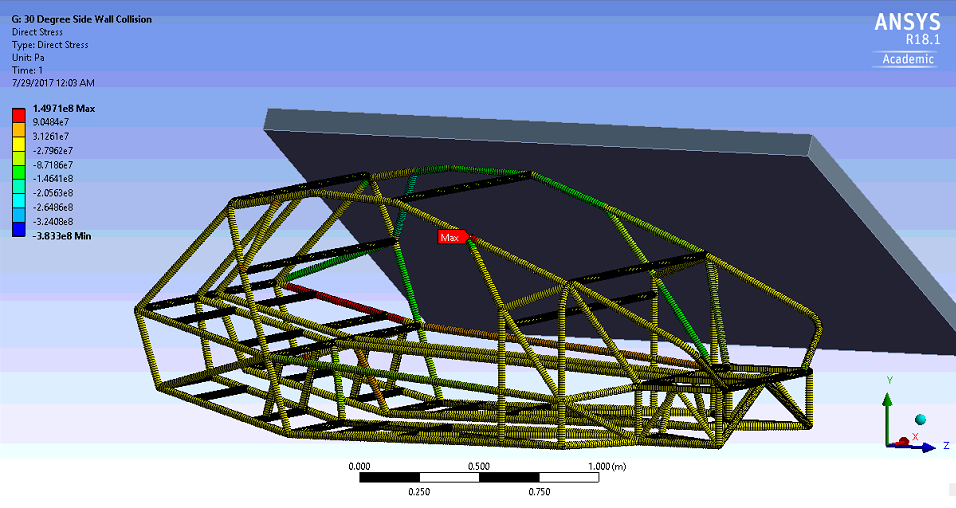 G: 30 Degree Side Wall Collision
Direct Stress
Type: Direct Stress
Unit: Pa
Time: 1
7/29/2017 12:03 AM
ANSYS
R18.1
Academic
1.4971e8 Max
9.0484e7
3.1261e7
-2.7962e7
-8.7186e7
-1.4641e8
-2.0563e8
-2.6486e8
-3.2408e8
-3.833e8 Min
Max
Y
X
Z
0.000 0.500 1.000 (m)
0.250 0.750